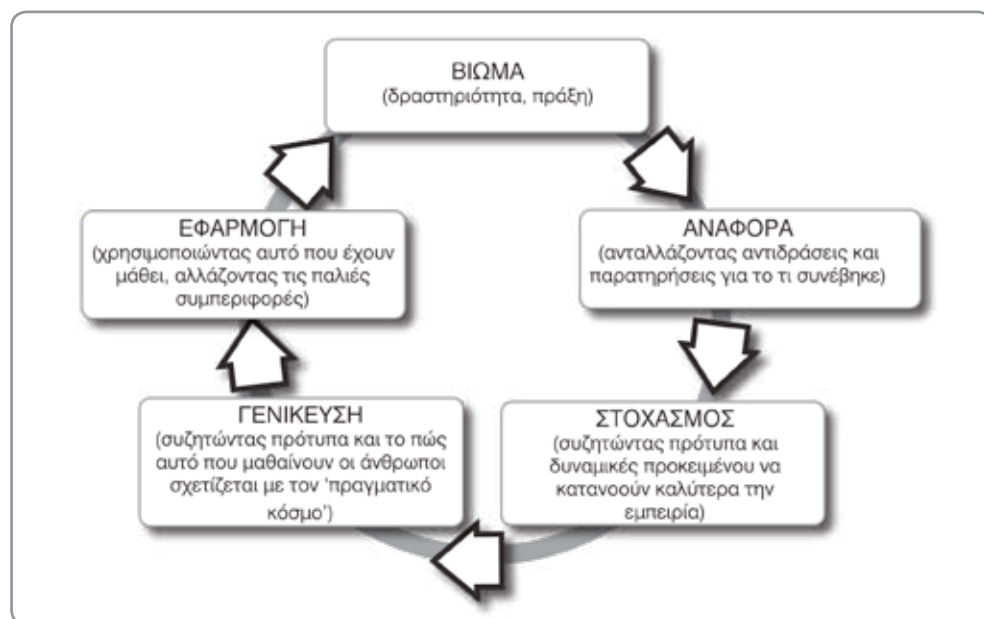 ΒΙΩΜΑ
(δραστηριότητα, πράξη)
ΑΝΑΦΟΡΑ
(ανταλλάζοντας αντιδράσεις και
παρατηρήσεις για το τι συνέβηκε)
ΣΤΟΧΑΣΜΟΣ
(συζητώντας πρότυπα και
δυναμικές προκειμένου να
κατανοούν καλύτερα την
εμπειρία)
ΓΕΝΙΚΕΥΣΗ
(συζητώντας πρότυπα και το πώς
αυτό που μαθαίνουν οι άνθρωποι
σχετίζεται με τον 'πραγματικό
κόσμο')
ΕΦΑΡΜΟΓΗ
(χρησιμοποιώντας αυτό που έχουν
μάθει, αλλάζοντας τις παλιές
συμπεριφορές)